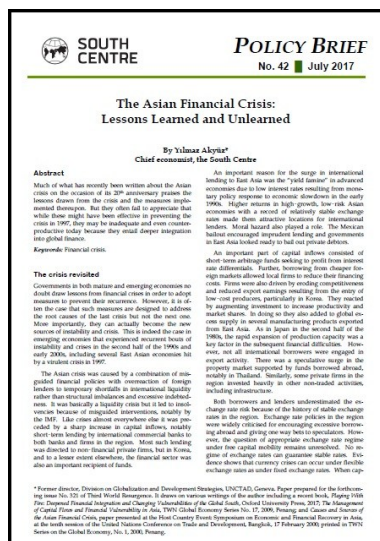 SOUTH
CENTRE
POLICY BRIEF
No. 42 ■ July 2017
The Asian Financial Crisis:
Lessons Learned and Unlearned
By Yılmaz Akyüz*
Chief economist, the South Centre
Abstract
Much of what has recently been written about the Asian
crisis on the occasion of its 20th anniversary praises the
lessons drawn from the crisis and the measures imple-
mented thereupon. But they often fail to appreciate that
while these might have been effective in preventing the
crisis in 1997, they may be inadequate and even counter-
productive today because they entail deeper integration
into global finance.
Keywords: Financial crisis.
The crisis revisited
Governments in both mature and emerging economies no
doubt draw lessons from financial crises in order to adopt
measures to prevent their recurrence. However, it is of-
ten the case that such measures are designed to address
the root causes of the last crisis but not the next one.
More importantly, they can actually become the new
sources of instability and crisis. This is indeed the case in
emerging economies that experienced recurrent bouts of
instability and crises in the second half of the 1990s and
early 2000s, including several East Asian economies hit
by a virulent crisis in 1997.
The Asian crisis was caused by a combination of mis-
guided financial policies with overreaction of foreign
lenders to temporary shortfalls in international liquidity
rather than structural imbalances and excessive indebted-
ness. It was basically a liquidity crisis but it led to insol-
vencies because of misguided interventions, notably by
the IMF. Like crises almost everywhere else it was pre-
ceded by a sharp increase in capital inflows, notably
short-term lending by international commercial banks to
both banks and firms in the region. Most such lending
was directed to non-financial private firms, but in Korea,
and to a lesser extent elsewhere, the financial sector was
also an important recipient of funds.
An important reason for the surge in international
lending to East Asia was the "yield famine" in advanced
economies due to low interest rates resulting from mone-
tary policy response to economic slowdown in the early
1990s. Higher returns in high growth, low-risk Asian
economies with a record of relatively stable exchange
rates made them attractive locations for international
lenders. Moral hazard also played a role. The Mexican
bailout encouraged imprudent lending and governments
in East Asia looked ready to bail out private debtors.
An important part of capital inflows consisted of
short-term arbitrage funds seeking to profit from interest
rate differentials. Further, borrowing cheaper from for-
eign markets allowed local firms to reduce their financing
costs. Firms were also driven by eroding competitiveness
and reduced export earnings resulting from the entry of
low-cost producers, particularly in Korea. They reacted
by augmenting investment to increase productivity and
market shares. In doing so they also added to global ex-
cess supply in several manufacturing products exported
from East Asia. As in Japan in the second half of the
1980s, the rapid expansion of production capacity was a
key factor in the subsequent financial difficulties. How-
ever, not all international borrowers were engaged in
export activity. There was a speculative surge in the
property market supported by funds borrowed abroad,
notably in Thailand. Similarly, some private firms in the
region invested heavily in other non-traded activities,
including infrastructure.
Both borrowers and lenders underestimated the ex-
change rate risk because of the history of stable exchange
rates in the region. Exchange rate policies in the region
were widely criticized for encouraging excessive borrow-
ing abroad and giving one way bets to speculators. How-
ever, the question of appropriate exchange rate regime
under free capital mobility remains unresolved. No re-
gime of exchange rates can guarantee stable rates. Evi-
dence shows that currency crises can occur under flexible
exchange rates as under fixed exchange rates. When cap-
* Former director, Division on Globalization and Development Strategies, UNCTAD, Geneva. Paper prepared for the forthcom-
ing issue No. 321 of Third World Resurgence. It draws on various writings of the author including a recent book, Playing With
Fire: Deepened Financial Integration and Changing Vulnerabilities of the Global South, Oxford University Press, 2017; The Management of
Capital Flows and Financial Vulnerability in Asia, TWN Global Economy Series No. 17, 2009, Penang; and Causes and Sources of
the Asian Financial Crisis, paper presented at the Host Country Event: Symposium on Economic and Financial Recovery in Asia,
at the tenth session of the United Nations Conference on Trade and Development, Bangkok, 17 February 2000; printed in TWN
Series on the Global Economy, No. 1, 2000, Penang.